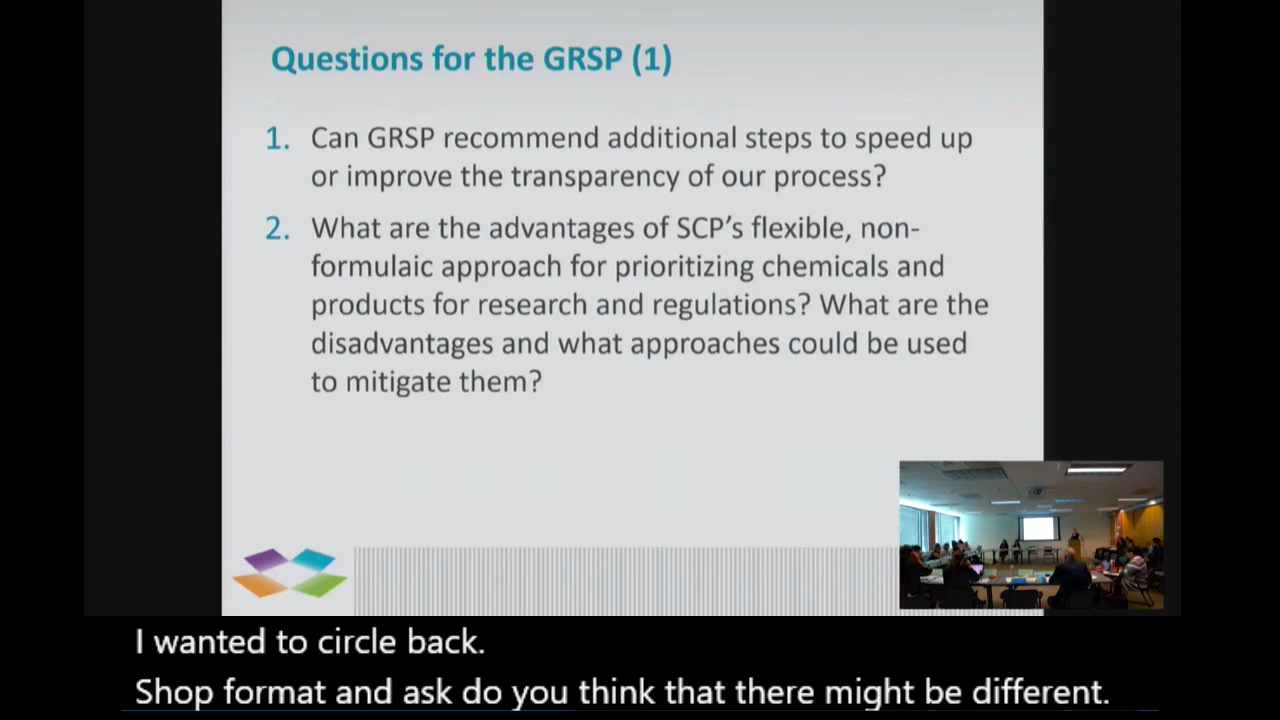 Questions for the GRSP (1)
1. Can GRSP recommend additional steps to speed up
or improve the transparency of our process?
2. What are the advantages of SCP's flexible, non-
formulaic approach for prioritizing chemicals and
products for research and regulations? What are the
disadvantages and what approaches could be used
to mitigate them?
I wanted to circle back.
Shop format and ask do you think that there might be different.